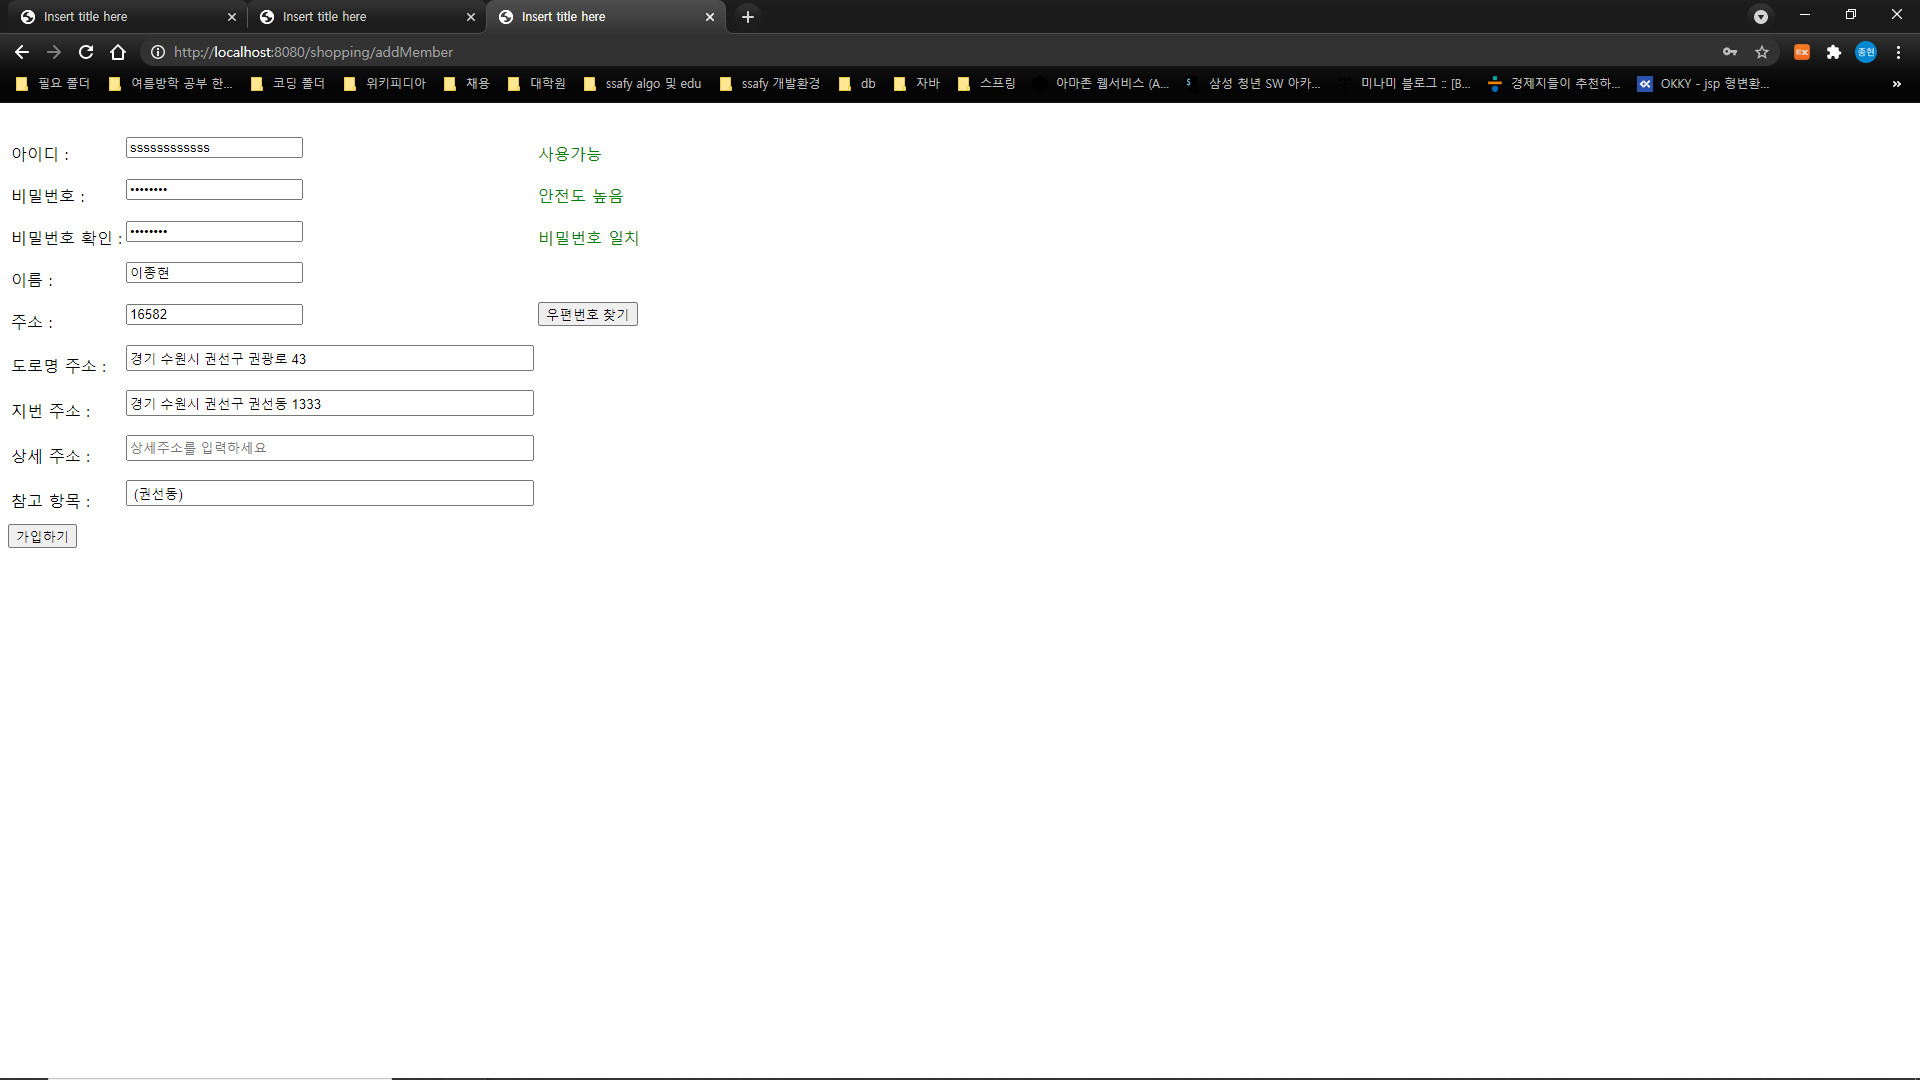 Insert title here
Insert title here
Insert title here
http://localhost:8080/shopping/addMember
EX
종현
필요 폴더
여름방학 공부 한...
코딩 폴더
위키피디아
채용
대학원
ssafy algo 및 edu
ssafy 개발환경
db
자바
스프링
아마존 웹서비스 (A...
S
삼성 청년 SW 아카...
미나미 블로그 :: [B...
경제지들이 추천하...
OKKY - jsp 형변환...
»
아이디 : ssssssssssss 사용가능
비밀번호 : •••••••• 안전도 높음
비밀번호 확인 : •••••••• 비밀번호 일치
이름 : 이종현
주소 : 16582 우편번호 찾기
도로명 주소 : 경기 수원시 권선구 권광로 43
지번 주소 : 경기 수원시 권선구 권선동 1333
상세 주소 : 상세주소를 입력하세요
참고 항목 : (권선동)
가입하기